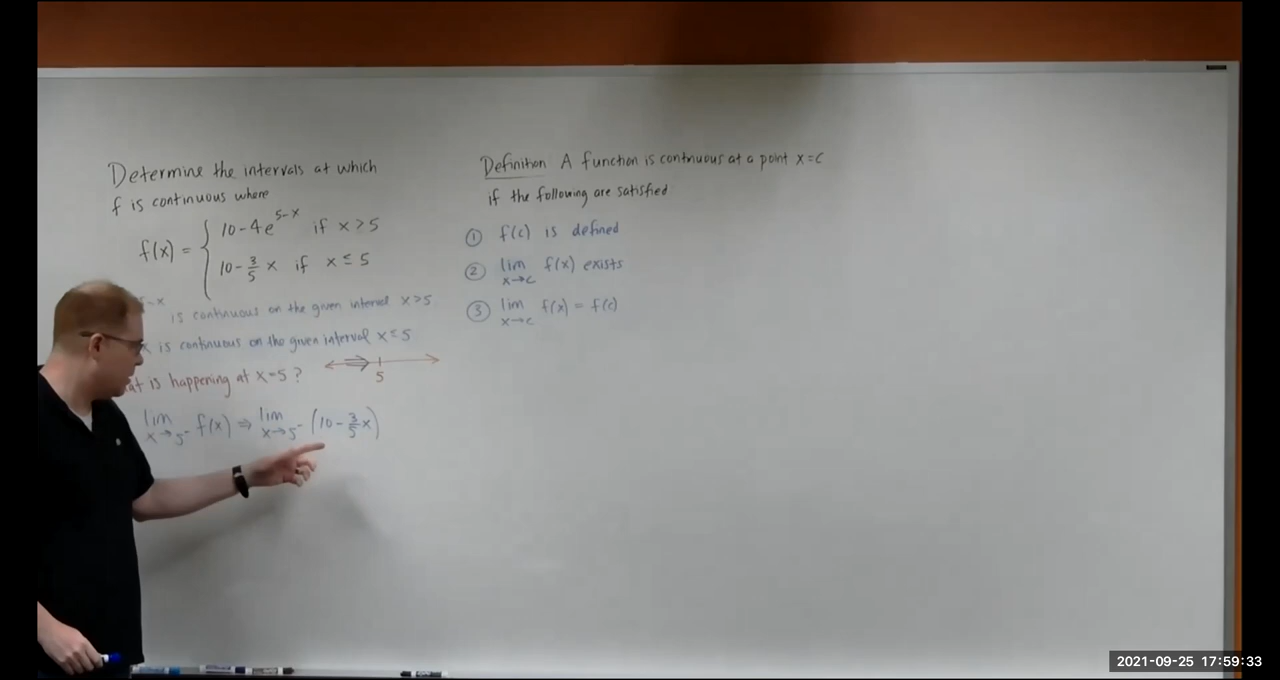 Determine the intervals at which
f is continuous where
f(x) = { 10-4e^{5-x} if x > 5
10 - 3/5 x if x ≤ 5
5-x is continuous on the given interval x>5
x is continuous on the given interval x≤5
at is happening at x=5 ?
5
lim x→5⁻ f(x) ⇒ lim x→5⁻ (10 - 3/5 x)
Definition A function is continuous at a point x=c
if the following are satisfied
① f(c) is defined
② lim x→c f(x) exists
③ lim x→c f(x) = f(c)
2021-09-25 17:59:33